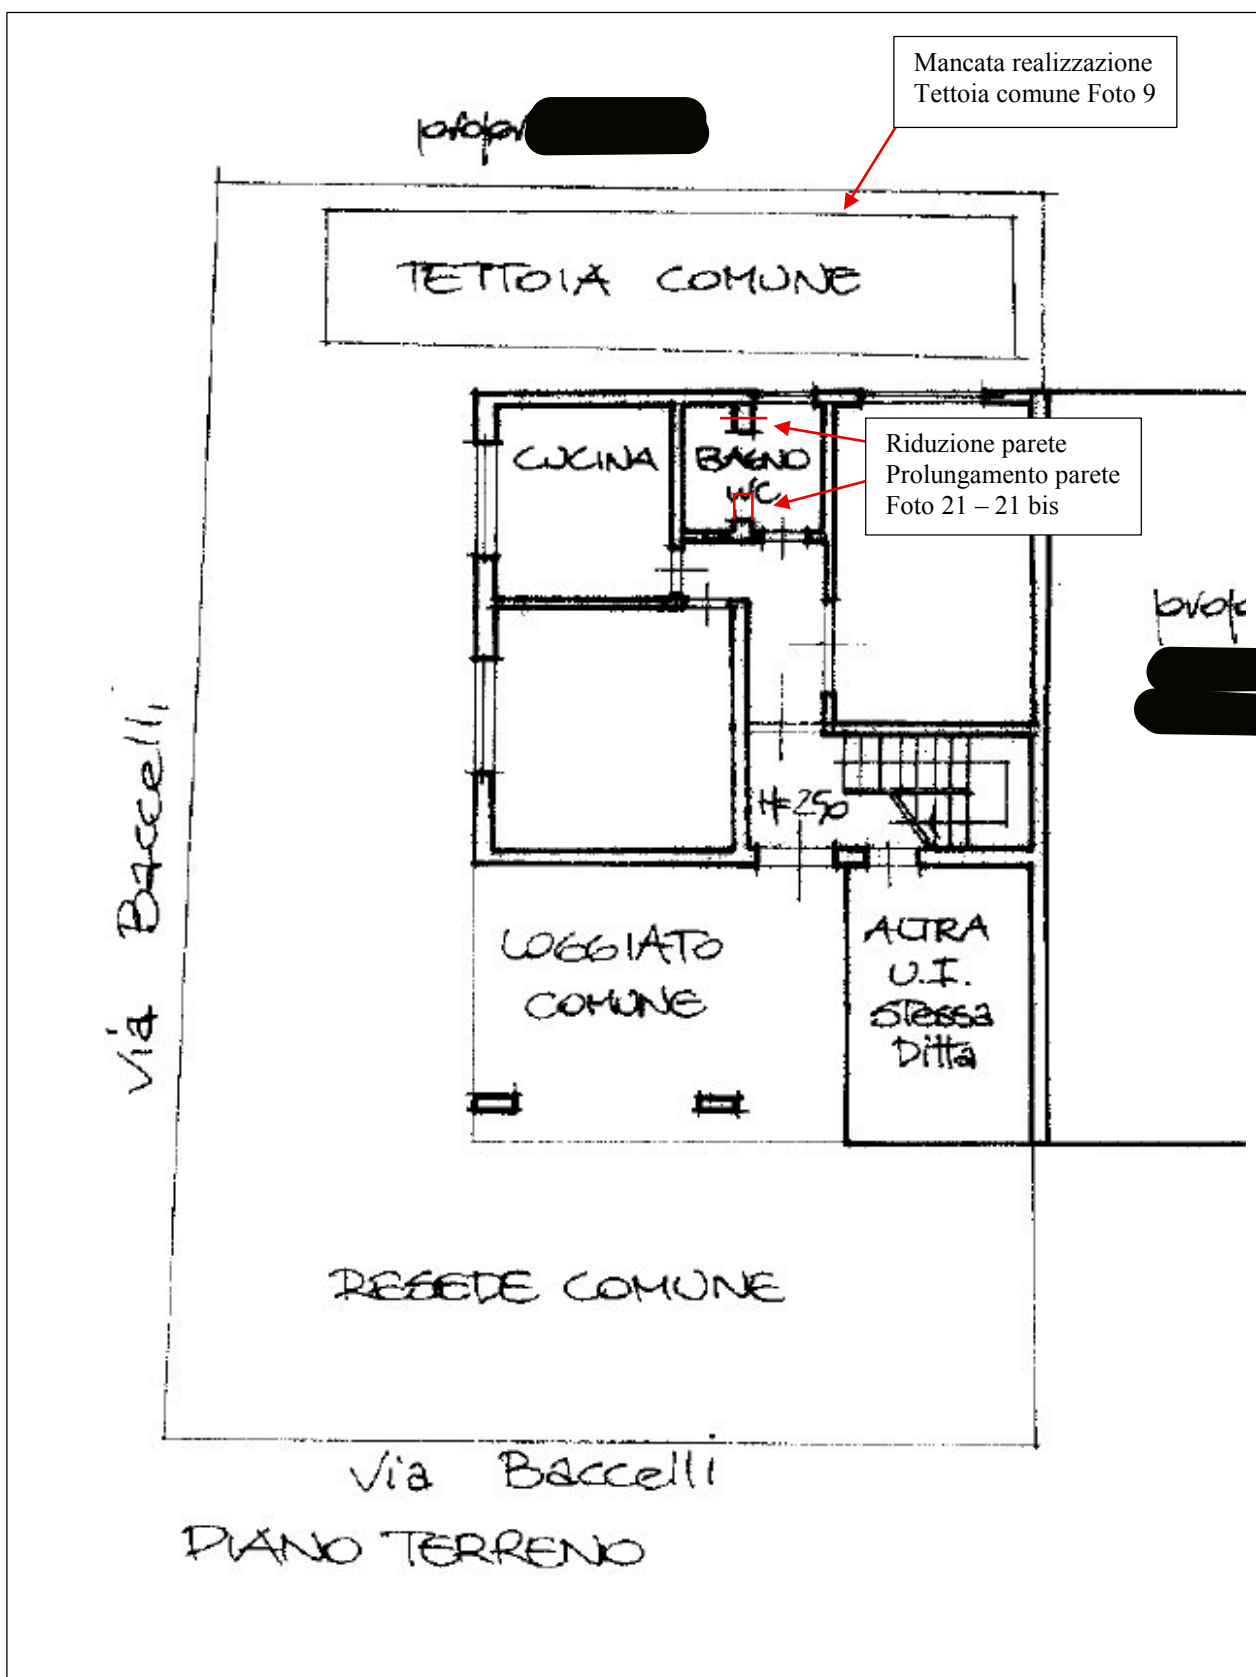 Mancata realizzazione
Tettoia comune Foto 9
TETTOIA COMUNE
CUCINA
BAGNO
WC
Riduzione parete
Prolungamento parete
Foto 21 – 21 bis
H=250
Via Baccelli
LOGGIATO
COMUNE
ALTRA
U.I.
stessa
Ditta
RESEDE COMUNE
Via Baccelli
PIANO TERRENO